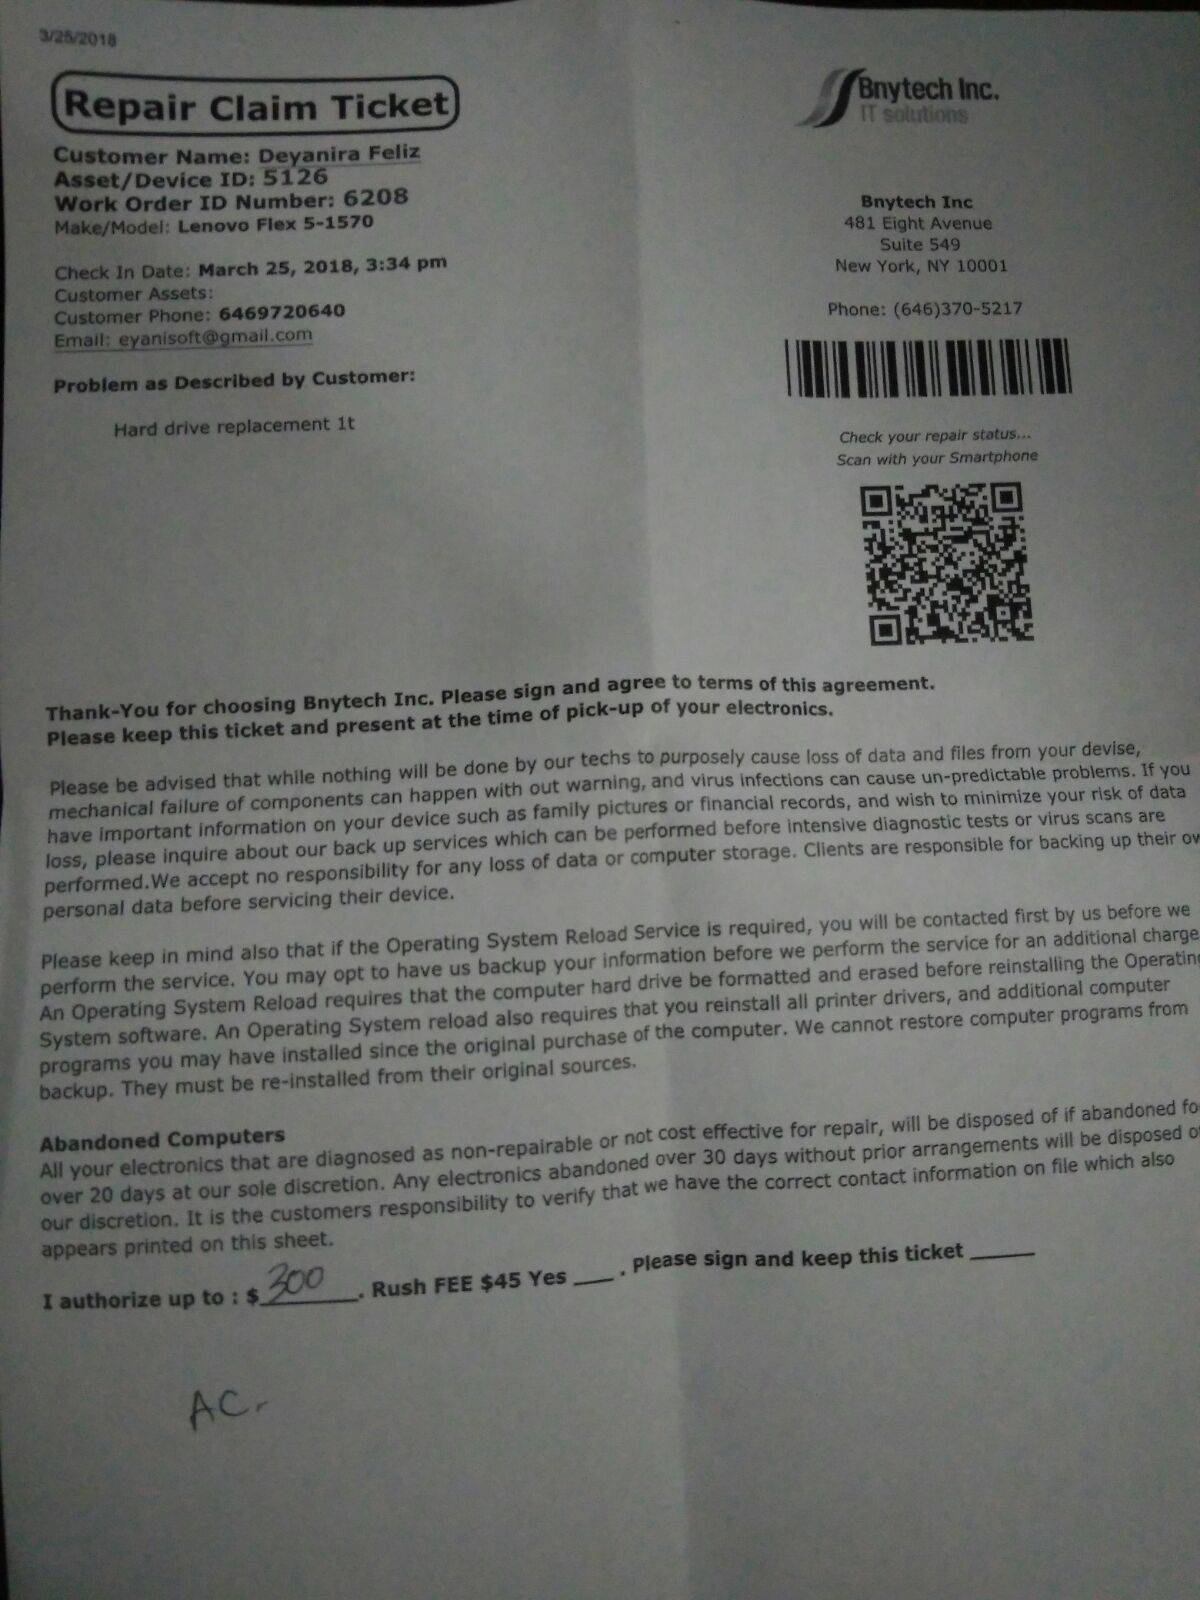 3/25/2018
Repair Claim Ticket
Customer Name: Deyanira Feliz
Asset/Device ID: 5126
Work Order ID Number: 6208
Make/Model: Lenovo Flex 5-1570
Check In Date: March 25, 2018, 3:34 pm
Customer Assets:
Customer Phone: 6469720640
Email: eyanisoft@gmail.com
Problem as Described by Customer:
Hard drive replacement 1t
Bnytech Inc.
IT solutions
Bnytech Inc
481 Eight Avenue
Suite 549
New York, NY 10001
Phone: (646)370-5217
Check your repair status...
Scan with your Smartphone
Thank-You for choosing Bnytech Inc. Please sign and agree to terms of this agreement.
Please keep this ticket and present at the time of pick-up of your electronics.
Please be advised that while nothing will be done by our techs to purposely cause loss of data and files from your devise,
mechanical failure of components can happen with out warning, and virus infections can cause un-predictable problems. If you
have important information on your device such as family pictures or financial records, and wish to minimize your risk of data
loss, please inquire about our back up services which can be performed before intensive diagnostic tests or virus scans are
performed.We accept no responsibility for any loss of data or computer storage. Clients are responsible for backing up their ow
personal data before servicing their device.
Please keep in mind also that if the Operating System Reload Service is required, you will be contacted first by us before we
perform the service. You may opt to have us backup your information before we perform the service for an additional charge
An Operating System Reload requires that the computer hard drive be formatted and erased before reinstalling the Operating
System software. An Operating System reload also requires that you reinstall all printer drivers, and additional computer
programs you may have installed since the original purchase of the computer. We cannot restore computer programs from
backup. They must be re-installed from their original sources.
Abandoned Computers
All your electronics that are diagnosed as non-repairable or not cost effective for repair, will be disposed of if abandoned fo
over 20 days at our sole discretion. Any electronics abandoned over 30 days without prior arrangements will be disposed of
our discretion. It is the customers responsibility to verify that we have the correct contact information on file which also
appears printed on this sheet.
I authorize up to : $ 300 . Rush FEE $45 Yes ___ . Please sign and keep this ticket ______
AC.